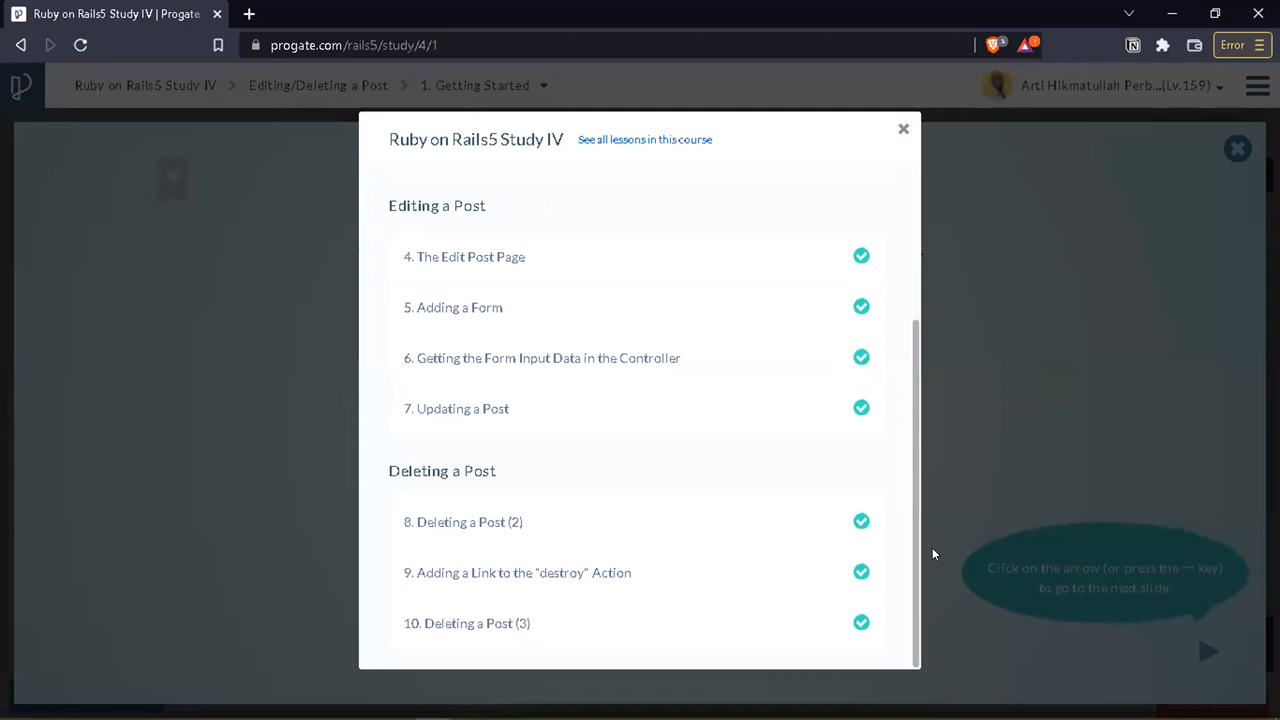 Ruby on Rails5 Study IV | Progate
progate.com/rails5/study/4/1
Error
Ruby on Rails5 Study IV
Editing/Deleting a Post
1. Getting Started
Arti Hikmatullah Perb...(Lv.159)
Ruby on Rails5 Study IV
See all lessons in this course
Editing a Post
4. The Edit Post Page
5. Adding a Form
6. Getting the Form Input Data in the Controller
7. Updating a Post
Deleting a Post
8. Deleting a Post (2)
9. Adding a Link to the "destroy" Action
10. Deleting a Post (3)
Click on the arrow (or press the → key)
to go to the next slide.